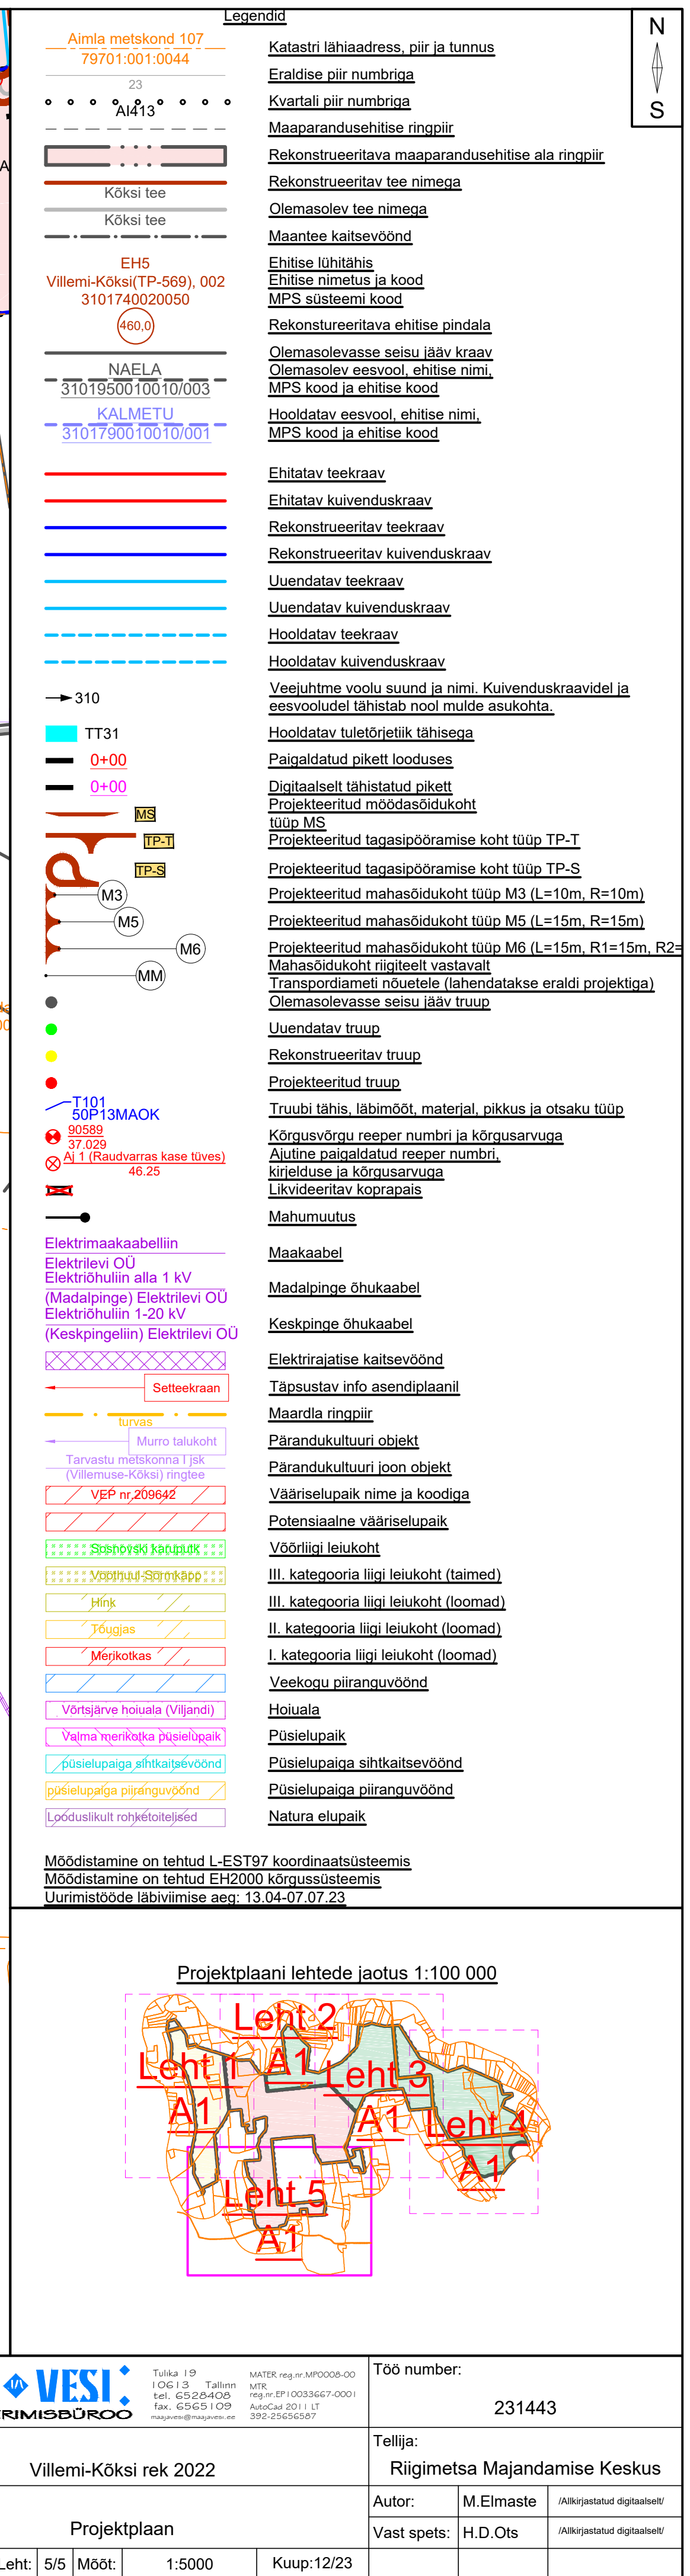 Legendid
N
S
Aimla metskond 107
79701:001:0044
Katastri lähiaadress, piir ja tunnus
23
Eraldise piir numbriga
AI413
Kvartali piir numbriga
Maaparandusehitise ringpiir
Rekonstrueeritava maaparandusehitise ala ringpiir
Kõksi tee
Rekonstrueeritav tee nimega
Kõksi tee
Olemasolev tee nimega
Maantee kaitsevöönd
EH5
Ehitise lühitähis
Villemi-Kõksi(TP-569), 002
Ehitise nimetus ja kood
3101740020050
MPS süsteemi kood
460,0
Rekonstureeritava ehitise pindala
Olemasolevasse seisu jääv kraav
NAELA
3101950010010/003
Olemasolev eesvool, ehitise nimi,
MPS kood ja ehitise kood
KALMETU
3101790010010/001
Hooldatav eesvool, ehitise nimi,
MPS kood ja ehitise kood
Ehitatav teekraav
Ehitatav kuivenduskraav
Rekonstrueeritav teekraav
Rekonstrueeritav kuivenduskraav
Uuendatav teekraav
Uuendatav kuivenduskraav
Hooldatav teekraav
Hooldatav kuivenduskraav
310
Veejuhtme voolu suund ja nimi. Kuivenduskraavidel ja
eesvooludel tähistab nool mulde asukohta.
TT31
Hooldatav tuletõrjetiik tähisega
0+00
Paigaldatud pikett looduses
0+00
Digitaalselt tähistatud pikett
MS
Projekteeritud möödasõidukoht
tüüp MS
TP-T
Projekteeritud tagasipööramise koht tüüp TP-T
TP-S
Projekteeritud tagasipööramise koht tüüp TP-S
M3
Projekteeritud mahasõidukoht tüüp M3 (L=10m, R=10m)
M5
Projekteeritud mahasõidukoht tüüp M5 (L=15m, R=15m)
M6
Projekteeritud mahasõidukoht tüüp M6 (L=15m, R1=15m, R2=
MM
Mahasõidukoht riigiteelt vastavalt
Transpordiameti nõuetele (lahendatakse eraldi projektiga)
Olemasolevasse seisu jääv truup
Uuendatav truup
Rekonstrueeritav truup
Projekteeritud truup
T101
50P13MAOK
Truubi tähis, läbimõõt, materjal, pikkus ja otsaku tüüp
90589
37.029
Kõrgusvõrgu reeper numbri ja kõrgusarvuga
Aj 1 (Raudvarras kase tüves)
46.25
Ajutine paigaldatud reeper numbri,
kirjelduse ja kõrgusarvuga
Likvideeritav koprapais
Mahumuutus
Elektrimaakaabelliin
Elektrilevi OÜ
Maakaabel
Elektriõhuliin alla 1 kV
(Madalpinge) Elektrilevi OÜ
Madalpinge õhukaabel
Elektriõhuliin 1-20 kV
(Keskpingeliin) Elektrilevi OÜ
Keskpinge õhukaabel
Elektrirajatise kaitsevöönd
Setteekraan
Täpsustav info asendiplaanil
turvas
Maardla ringpiir
Murro talukoht
Pärandukultuuri objekt
Tarvastu metskonna I jsk
(Villemuse-Kõksi) ringtee
Pärandukultuuri joon objekt
VEP nr.209642
Vääriselupaik nime ja koodiga
Potensiaalne vääriselupaik
Sosnovski karuputk
Võõrliigi leiukoht
Vööthuul-Sõrmkäpp
III. kategooria liigi leiukoht (taimed)
Hink
III. kategooria liigi leiukoht (loomad)
Tõugjas
II. kategooria liigi leiukoht (loomad)
Merikotkas
I. kategooria liigi leiukoht (loomad)
Veekogu piiranguvöönd
Võrtsjärve hoiuala (Viljandi)
Hoiuala
Valma merikotka püsielupaik
Püsielupaik
püsielupaiga sihtkaitsevöönd
Püsielupaiga sihtkaitsevöönd
püsielupaiga piiranguvöönd
Püsielupaiga piiranguvöönd
Looduslikult rohketoitelised
Natura elupaik
Mõõdistamine on tehtud L-EST97 koordinaatsüsteemis
Mõõdistamine on tehtud EH2000 kõrgussüsteemis
Uurimistööde läbiviimise aeg: 13.04-07.07.23
Projektplaani lehtede jaotus 1:100 000
Leht 2
A1
Leht 1
A1
Leht 3
A1
Leht 4
A1
Leht 5
A1
VESI
ERIMISBÜROO
Tulika 19
10613 Tallinn
tel. 6528408
fax. 6565109
maajavesi@maajavesi.ee
MATER reg.nr.MP0008-00
MTR
reg.nr.EP10033667-0001
AutoCad 2011 LT
392-25656587
Töö number:
231443
Tellija:
Riigimetsa Majandamise Keskus
Villemi-Kõksi rek 2022
Autor: M.Elmaste /Allkirjastatud digitaalselt/
Projektplaan
Vast spets: H.D.Ots /Allkirjastatud digitaalselt/
Leht: 5/5 Mõõt: 1:5000 Kuup:12/23